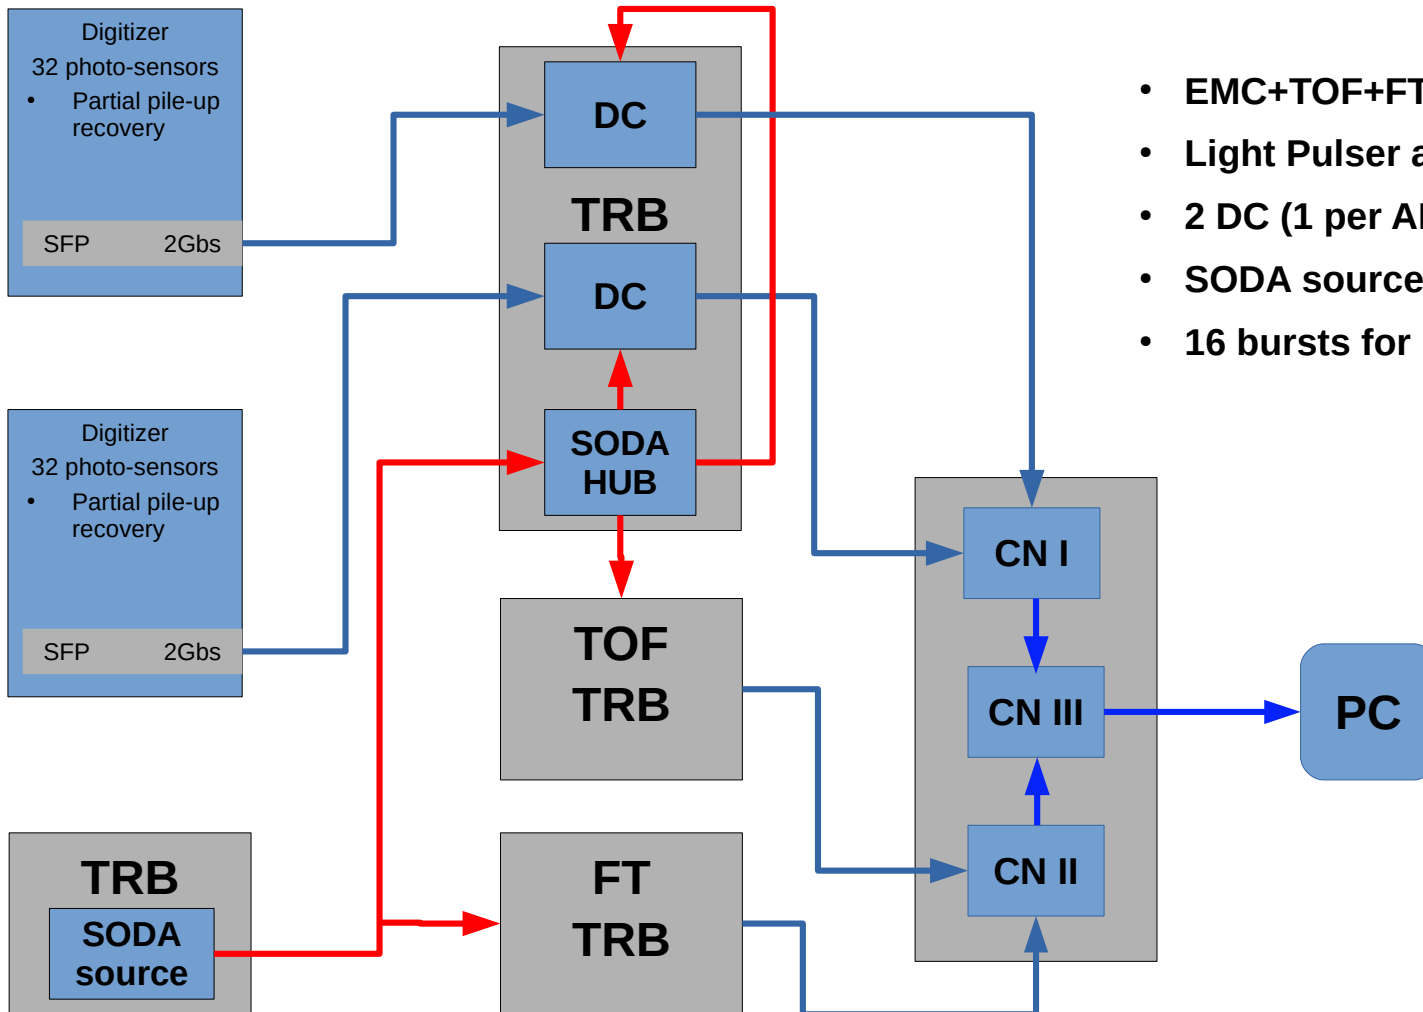 Digitizer
32 photo-sensors
• Partial pile-up
recovery
SFP 2Gbs
Digitizer
32 photo-sensors
• Partial pile-up
recovery
SFP 2Gbs
DC
TRB
DC
SODA
HUB
TOF
TRB
FT
TRB
TRB
SODA
source
• EMC+TOF+FT
• Light Pulser
• 2 DC (1 per
• SODA source
• 16 bursts for
CN I
CN III
CN II
PC